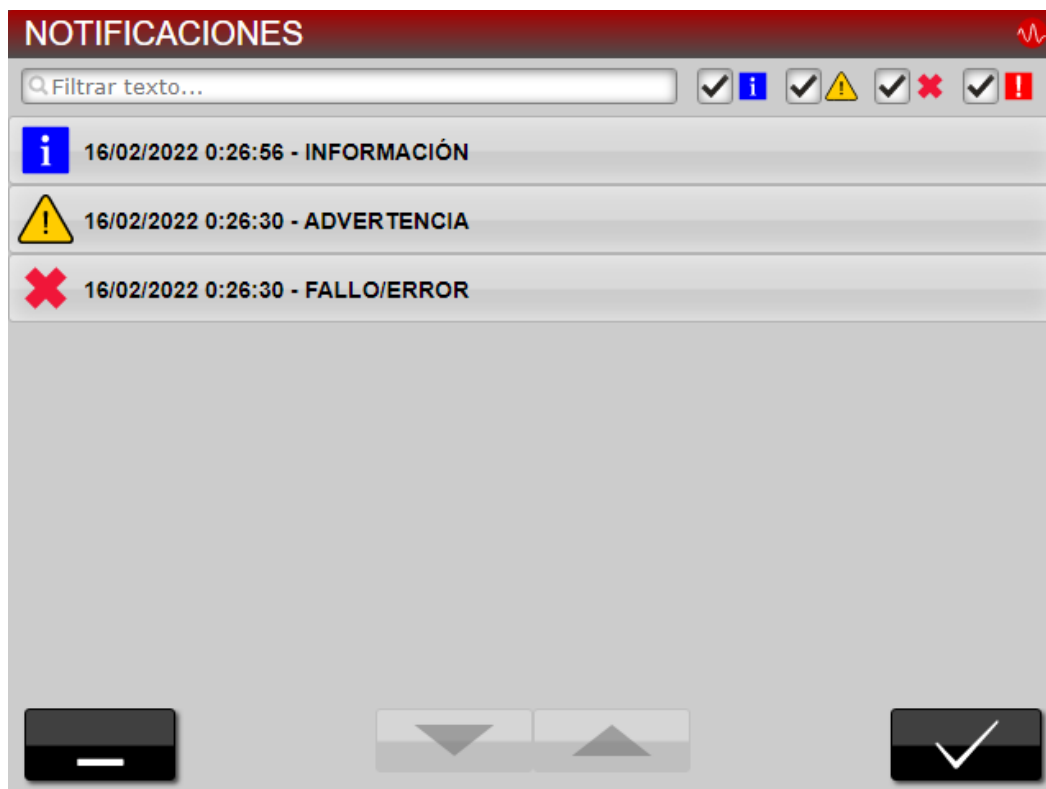 NOTIFICACIONES
Filtrar texto...
16/02/2022 0:26:56 - INFORMACIÓN
16/02/2022 0:26:30 - ADVERTENCIA
16/02/2022 0:26:30 - FALLO/ERROR